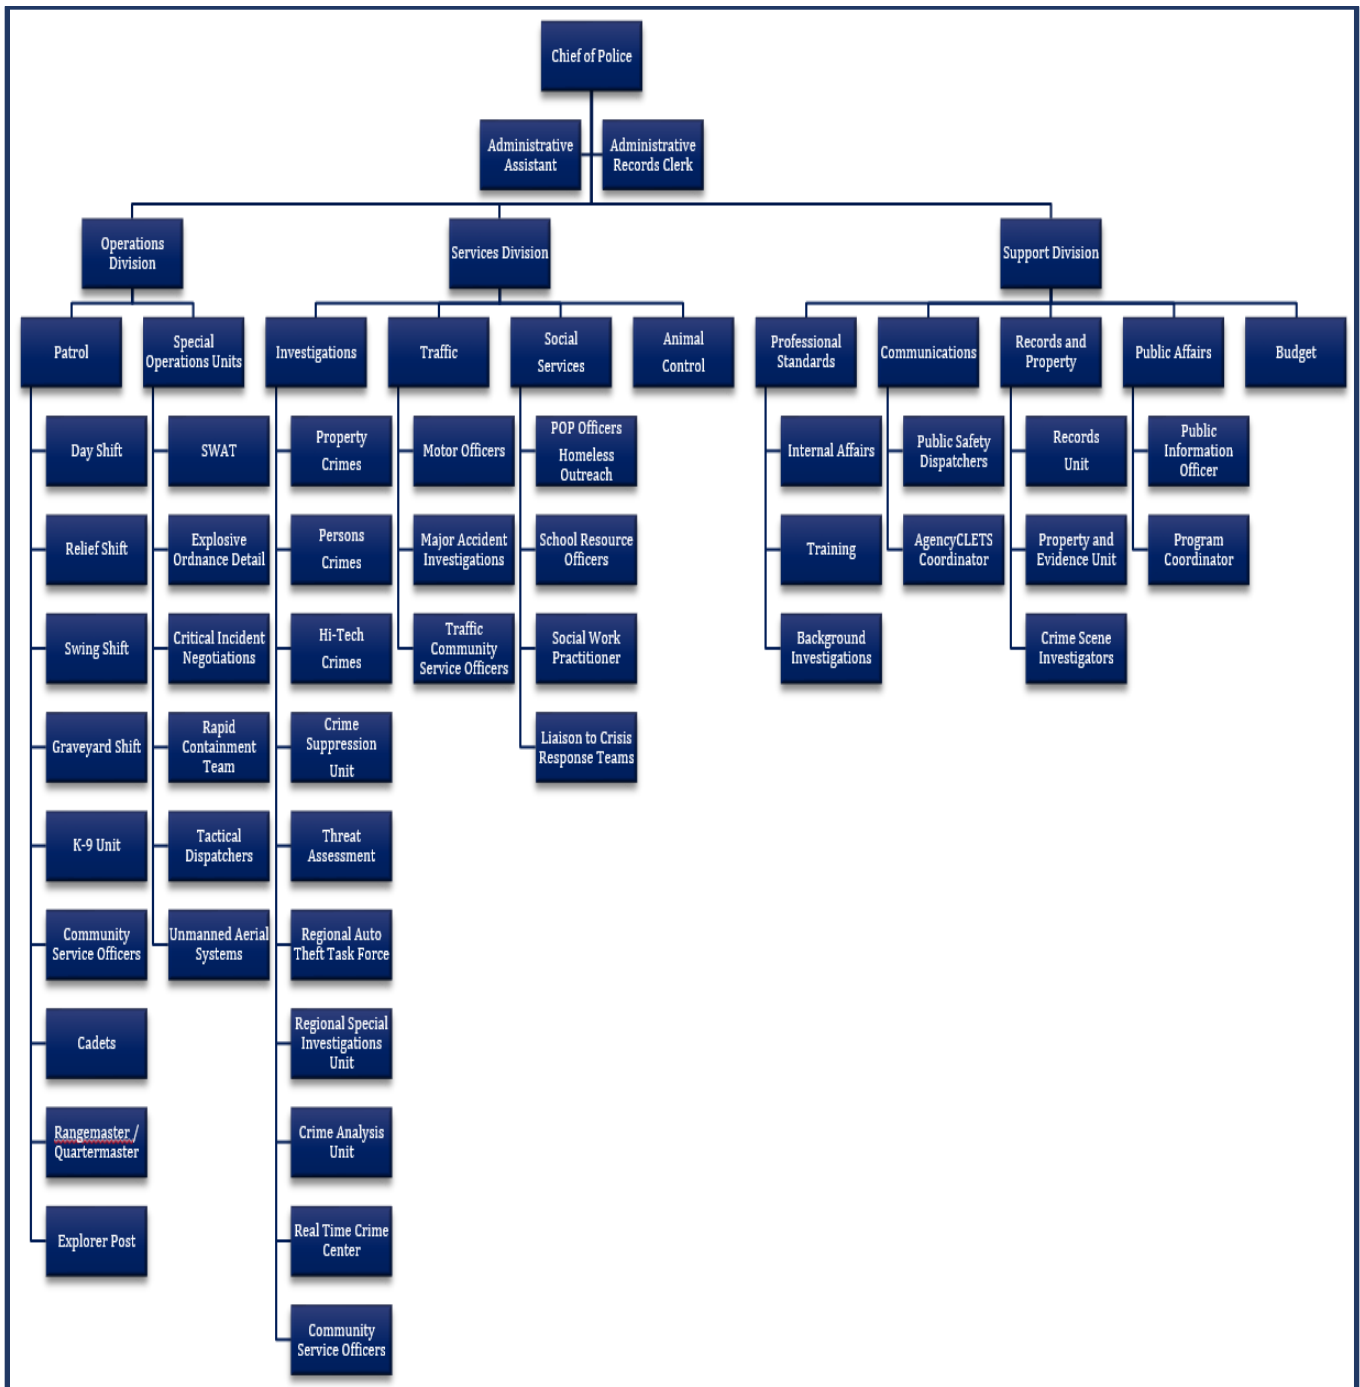 Chief of Police
Administrative
Assistant
Administrative
Records Clerk
Operations
Division
Services Division
Support Division
Patrol
Special
Operations Units
Investigations
Traffic
Social
Services
Animal
Control
Professional
Standards
Communications
Records and
Property
Public Affairs
Budget
Day Shift
Relief Shift
Swing Shift
Graveyard Shift
K-9 Unit
Community
Service Officers
Cadets
Rangemaster /
Quartermaster
Explorer Post
SWAT
Explosive
Ordnance Detail
Critical Incident
Negotiations
Rapid
Containment
Team
Tactical
Dispatchers
Unmanned Aerial
Systems
Property
Crimes
Persons
Crimes
Hi-Tech
Crimes
Crime
Suppression
Unit
Threat
Assessment
Regional Auto
Theft Task Force
Regional Special
Investigations
Unit
Crime Analysis
Unit
Real Time Crime
Center
Community
Service Officers
Motor Officers
Major Accident
Investigations
Traffic
Community
Service Officers
POP Officers
Homeless
Outreach
School Resource
Officers
Social Work
Practitioner
Liaison to Crisis
Response Teams
Internal Affairs
Training
Background
Investigations
Public Safety
Dispatchers
AgencyCLETS
Coordinator
Records
Unit
Property and
Evidence Unit
Crime Scene
Investigators
Public
Information
Officer
Program
Coordinator